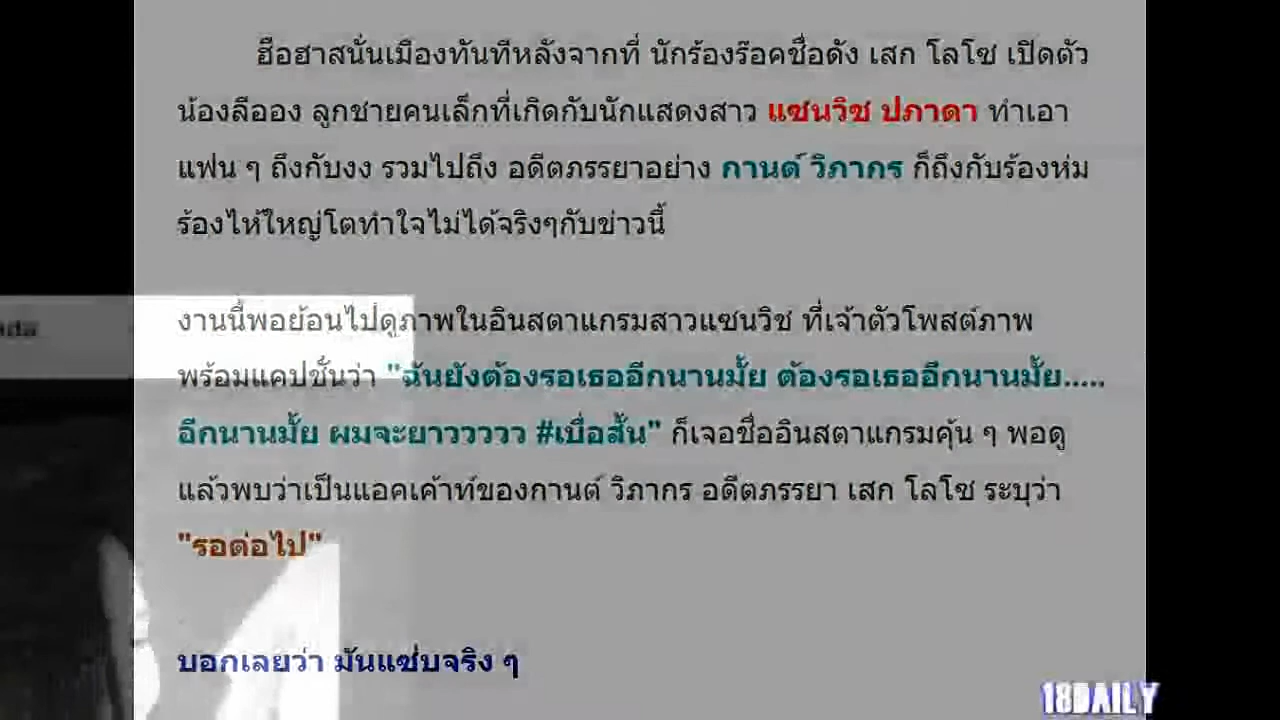 ฮือฮาสนั่นเมืองทันทีหลังจากที่ นักร้องร๊อคชื่อดัง เสก โลโซ เปิดตัว
น้องลีออง ลูกชายคนเล็กที่เกิดกับนักแสดงสาว แซนวิช ปภาดา ทำเอา
แฟน ๆ ถึงกับงง รวมไปถึง อดีตภรรยาอย่าง กานต์ วิภากร ก็ถึงกับร้องห่ม
ร้องไห้ใหญ่โตทำใจไม่ได้จริงๆกับข่าวนี้
งานนี้พอย้อนไปดูภาพในอินสตาแกรมสาวแซนวิช ที่เจ้าตัวโพสต์ภาพ
พร้อมแคปชั่นว่า "ฉันยังต้องรอเธออีกนานมั้ย ต้องรอเธออีกนานมั้ย.....
อีกนานมั้ย ผมจะยาววววว #เบื่อสั้น" ก็เจอชื่ออินสตาแกรมคุ้น ๆ พอดู
แล้วพบว่าเป็นแอคเค้าท์ของกานต์ วิภากร อดีตภรรยา เสก โลโซ ระบุว่า
"รอต่อไป"
บอกเลยว่า มันแซ่บจริง ๆ
18DAILY